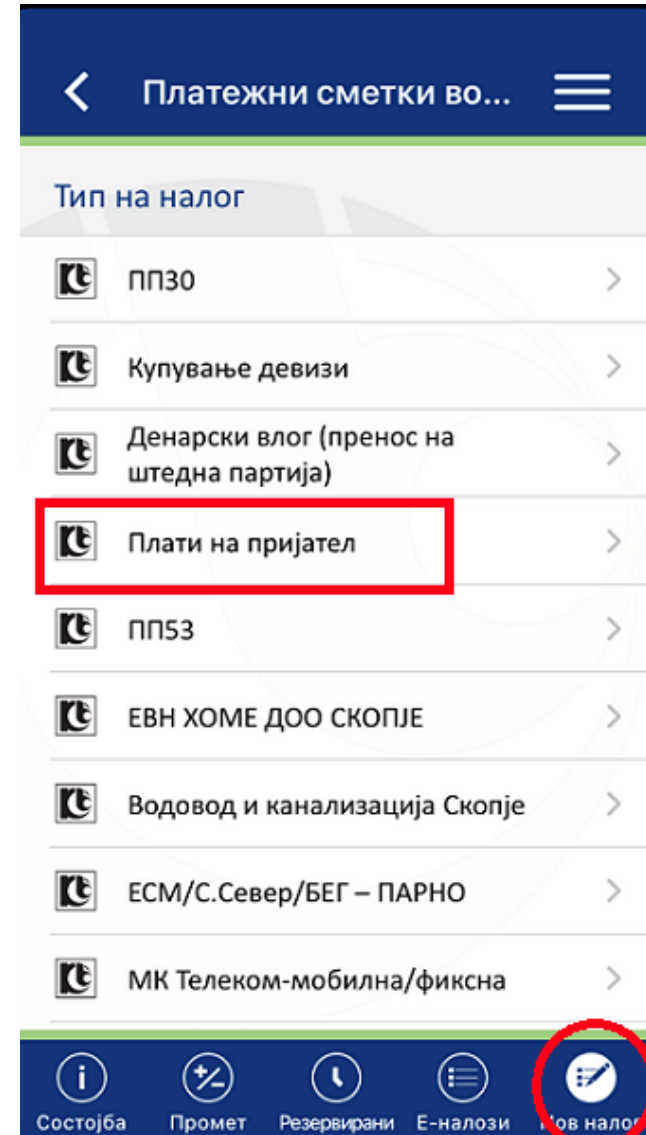 Платежни сметки во...
Тип на налог
ПП30
Купување девизи
Денарски влог (пренос на
штедна партија)
Плати на пријател
ПП53
ЕВН ХОМЕ ДОО СКОПЈЕ
Водовод и канализација Скопје
ЕСМ/С.Север/БЕГ – ПАРНО
МК Телеком-мобилна/фиксна
Состојба Промет Резервирани Е-налози Нов налог